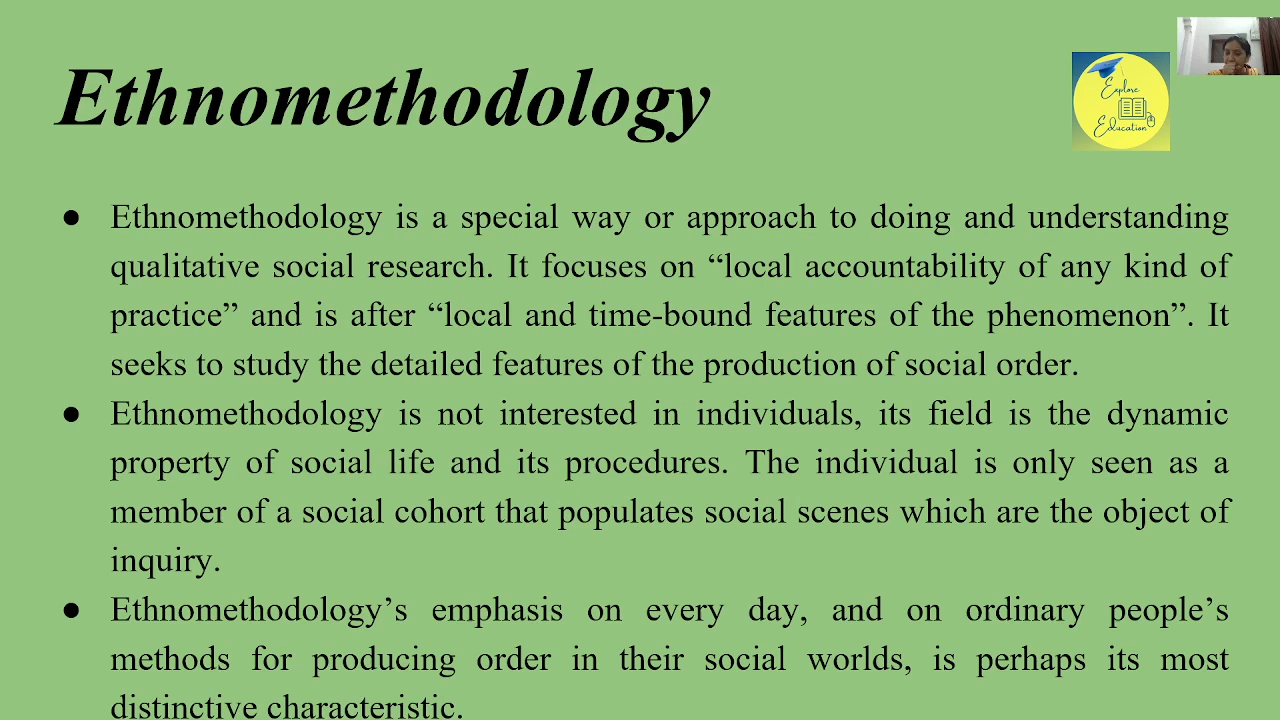 Ethnomethodology
Explore
Education
● Ethnomethodology is a special way or approach to doing and understanding
qualitative social research. It focuses on “local accountability of any kind of
practice” and is after “local and time-bound features of the phenomenon”. It
seeks to study the detailed features of the production of social order.
● Ethnomethodology is not interested in individuals, its field is the dynamic
property of social life and its procedures. The individual is only seen as a
member of a social cohort that populates social scenes which are the object of
inquiry.
● Ethnomethodology’s emphasis on every day, and on ordinary people’s
methods for producing order in their social worlds, is perhaps its most
distinctive characteristic.